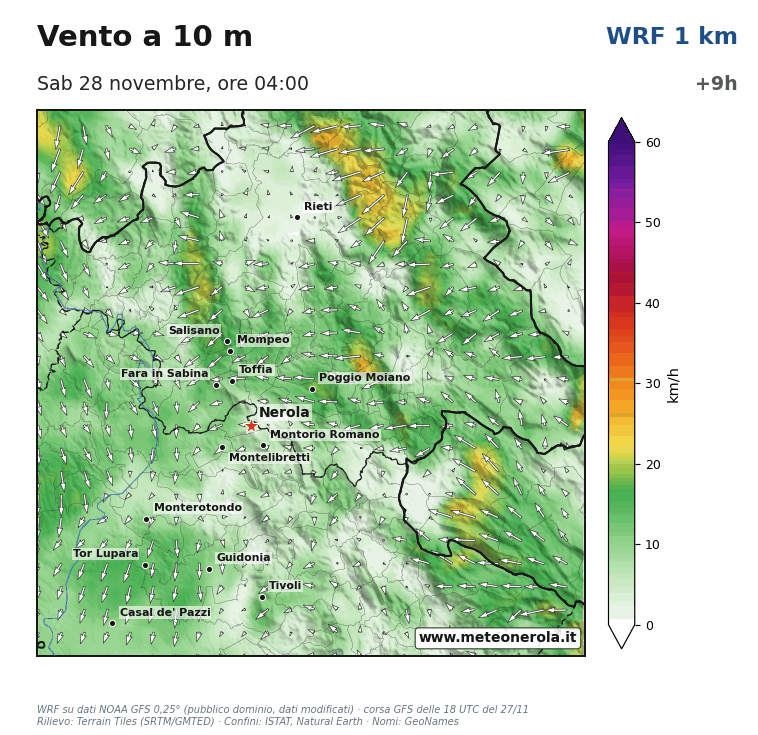 Vento a 10 m
WRF 1 km
Sab 28 novembre, ore 04:00
+9h
Rieti
Salisano
Mompeo
Fara in Sabina
Toffia
Poggio Moiano
Nerola
Montorio Romano
Montelibretti
Monterotondo
Tor Lupara
Guidonia
Tivoli
Casal de' Pazzi
www.meteonerola.it
60
50
40
30
20
10
0
km/h
WRF su dati NOAA GFS 0,25° (pubblico dominio, dati modificati) · corsa GFS delle 18 UTC del 27/11
Rilievo: Terrain Tiles (SRTM/GMTED) · Confini: ISTAT, Natural Earth · Nomi: GeoNames